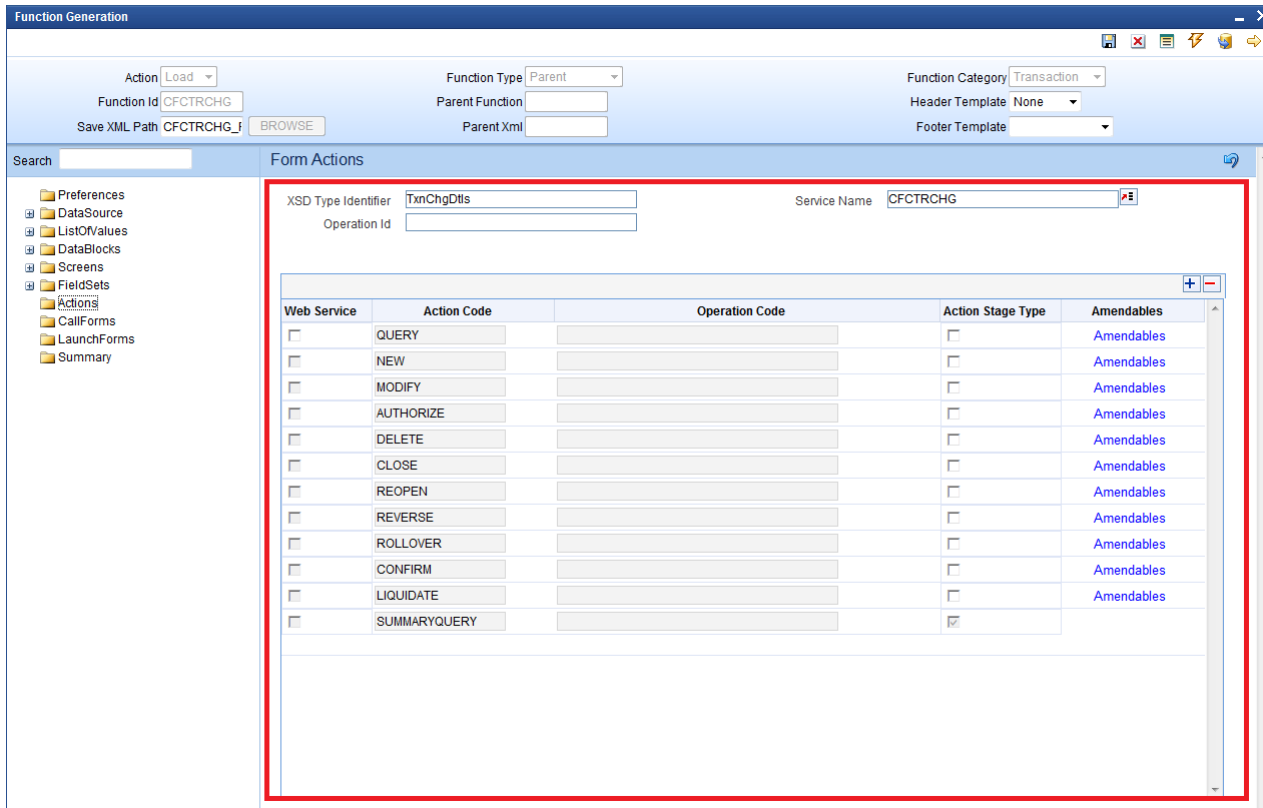 Function Generation
Action Load Function Type Parent Function Category Transaction
Function Id CFCTRCHG Parent Function Header Template None
Save XML Path CFCTRCHG_ BROWSE Parent Xml Footer Template
Search Form Actions
Preferences
DataSource
ListOfValues
DataBlocks
Screens
FieldSets
Actions
CallForms
LaunchForms
Summary
XSD Type Identifier TxnChgDtls Service Name CFCTRCHG
Operation Id
Web Service Action Code Operation Code Action Stage Type Amendables
QUERY Amendables
NEW Amendables
MODIFY Amendables
AUTHORIZE Amendables
DELETE Amendables
CLOSE Amendables
REOPEN Amendables
REVERSE Amendables
ROLLOVER Amendables
CONFIRM Amendables
LIQUIDATE Amendables
SUMMARYQUERY